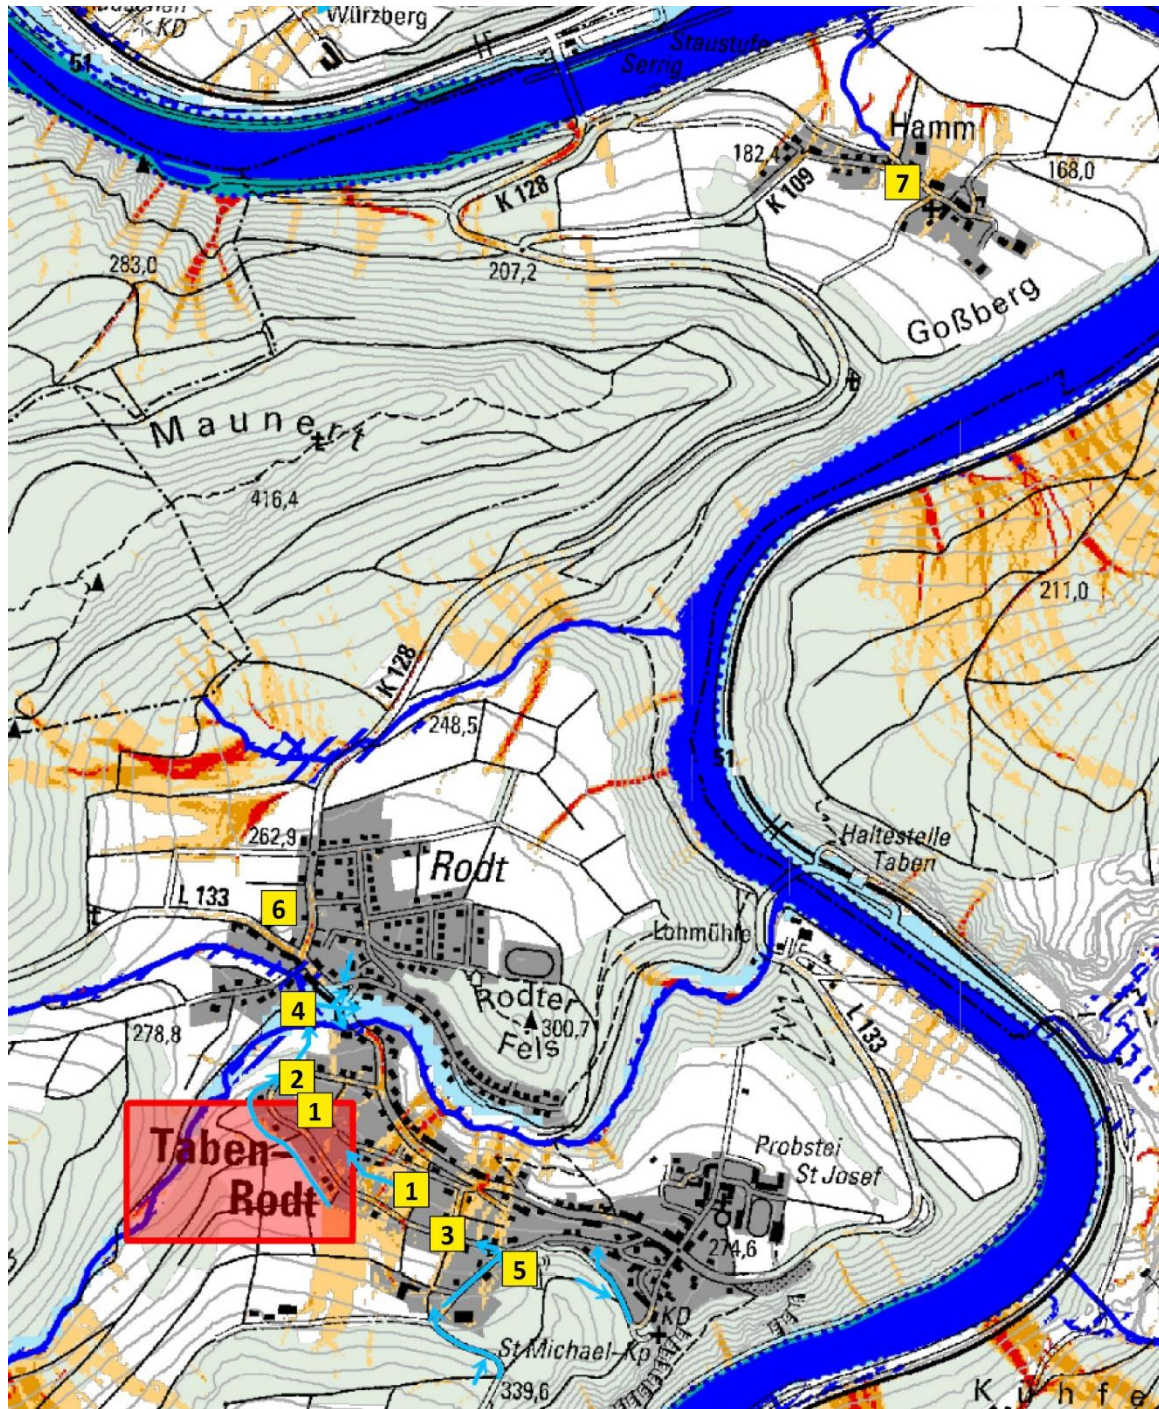 KD
Würzberg
51
Staustufe
Serrig
Hamm
182,4
7
168,0
K 128
K 109
283,0
207,2
Goßberg
Maunert
416,4
211,0
K 128
248,5
51
262,9
Rodt
Haltestelle
Taben
L 133
6
Lohmühle
Rodter
Fels
300,7
4
278,8
L 133
2
1
Taben-
Rodt
Probstei
St Josef
1
3
274,6
5
KD
St Michael-Kp
339,6
Kuhfe